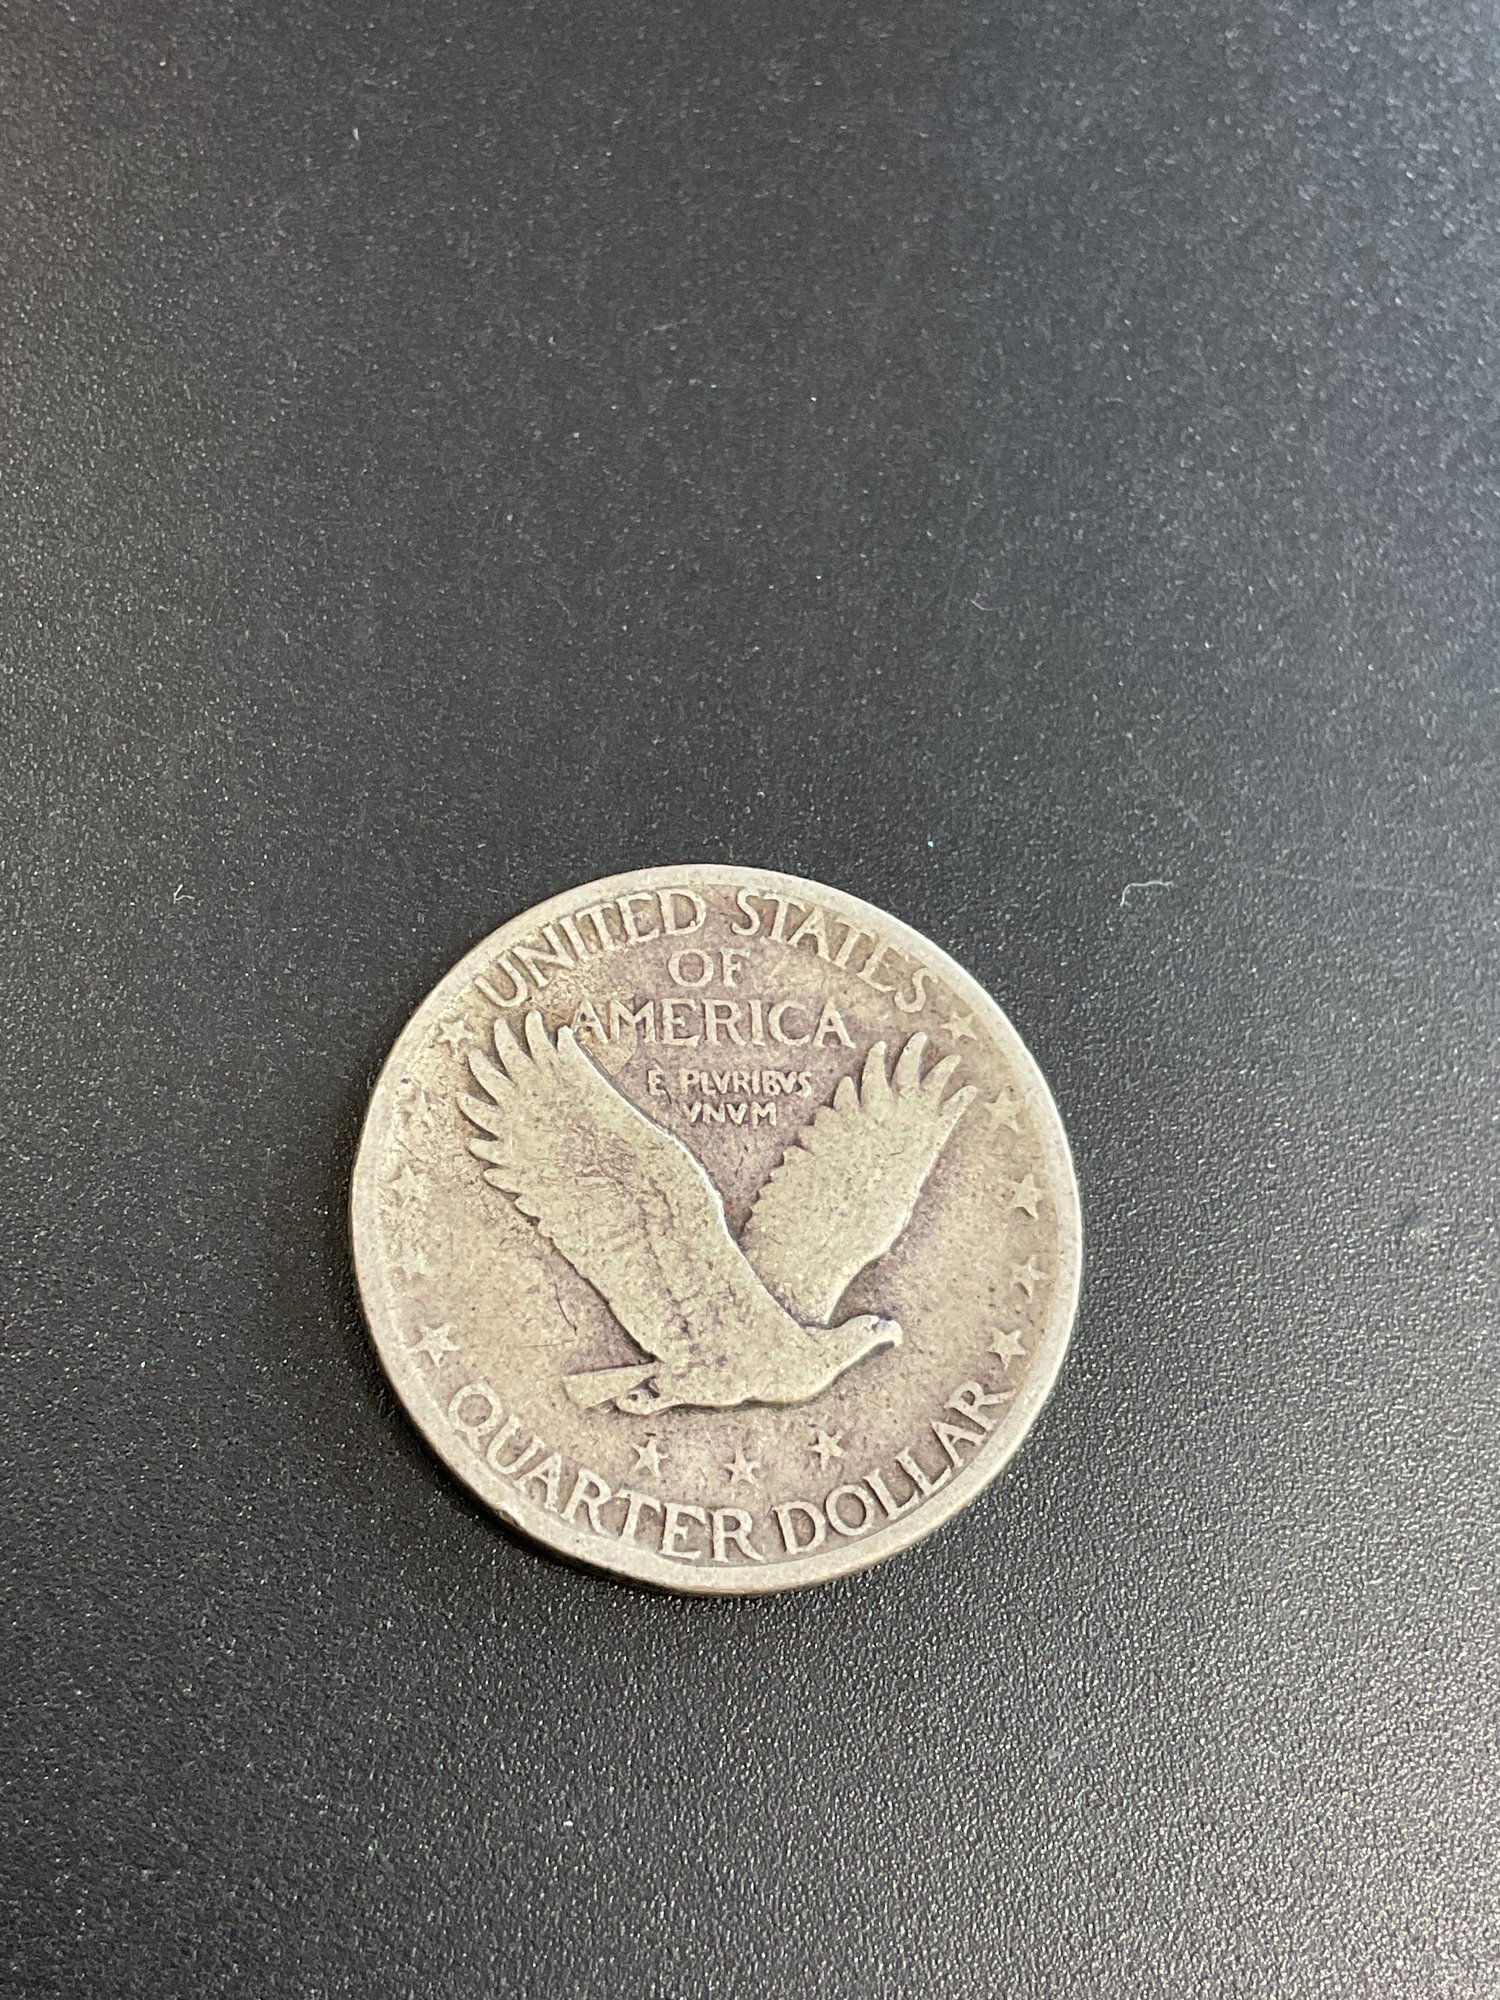 UNITED STATES
OF
AMERICA
E PLVRIBVS
VNVM
QUARTER DOLLAR